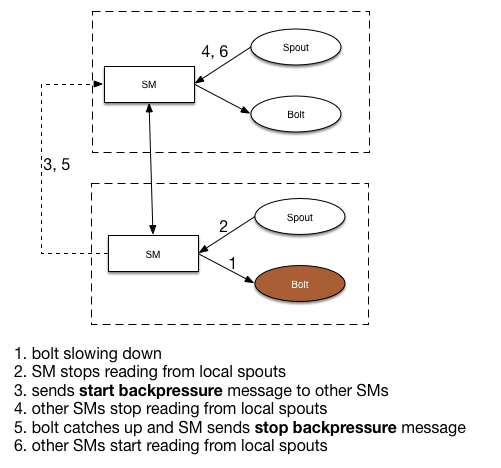 4, 6
Spout
SM
Bolt
3, 5
2
Spout
SM
1
Bolt
1. bolt slowing down
2. SM stops reading from local spouts
3. sends start backpressure message to other SMs
4. other SMs stop reading from local spouts
5. bolt catches up and SM sends stop backpressure message
6. other SMs start reading from local spouts